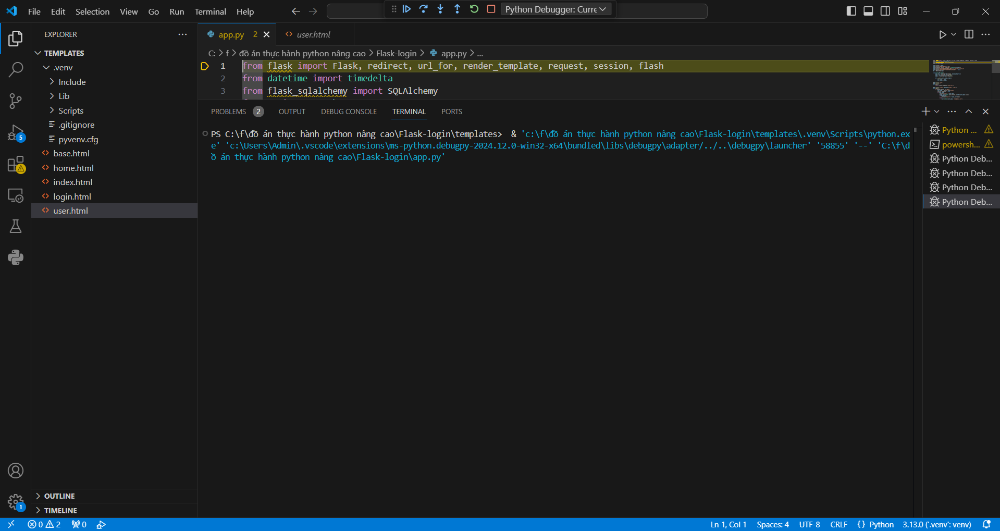 File Edit Selection View Go Run Terminal Help
Python Debugger: Curre
EXPLORER
TEMPLATES
.venv
Include
Lib
Scripts
.gitignore
pyvenv.cfg
base.html
home.html
index.html
login.html
user.html
OUTLINE
TIMELINE
5
1
app.py 2
user.html
C: > f > đồ án thực hành python nâng cao > Flask-login > app.py > ...
1 from flask import Flask, redirect, url_for, render_template, request, session, flash
2 from datetime import timedelta
3 from flask_sqlalchemy import SQLAlchemy
PROBLEMS 2 OUTPUT DEBUG CONSOLE TERMINAL PORTS
PS C:\f\đồ án thực hành python nâng cao\Flask-login\templates> & 'c:\f\đồ án thực hành python nâng cao\Flask-login\templates\.venv\Scripts\python.ex
e' 'c:\Users\Admin\.vscode\extensions\ms-python.debugpy-2024.12.0-win32-x64\bundled\libs\debugpy\adapter/../..\debugpy\launcher' '58855' '--' 'C:\f\đ
ồ án thực hành python nâng cao\Flask-login\app.py'
Python ...
powersh...
Python Deb...
Python Deb...
Python Deb...
Python Deb...
0 2 0
Ln 1, Col 1 Spaces: 4 UTF-8 CRLF {} Python 3.13.0 ('.venv': venv)